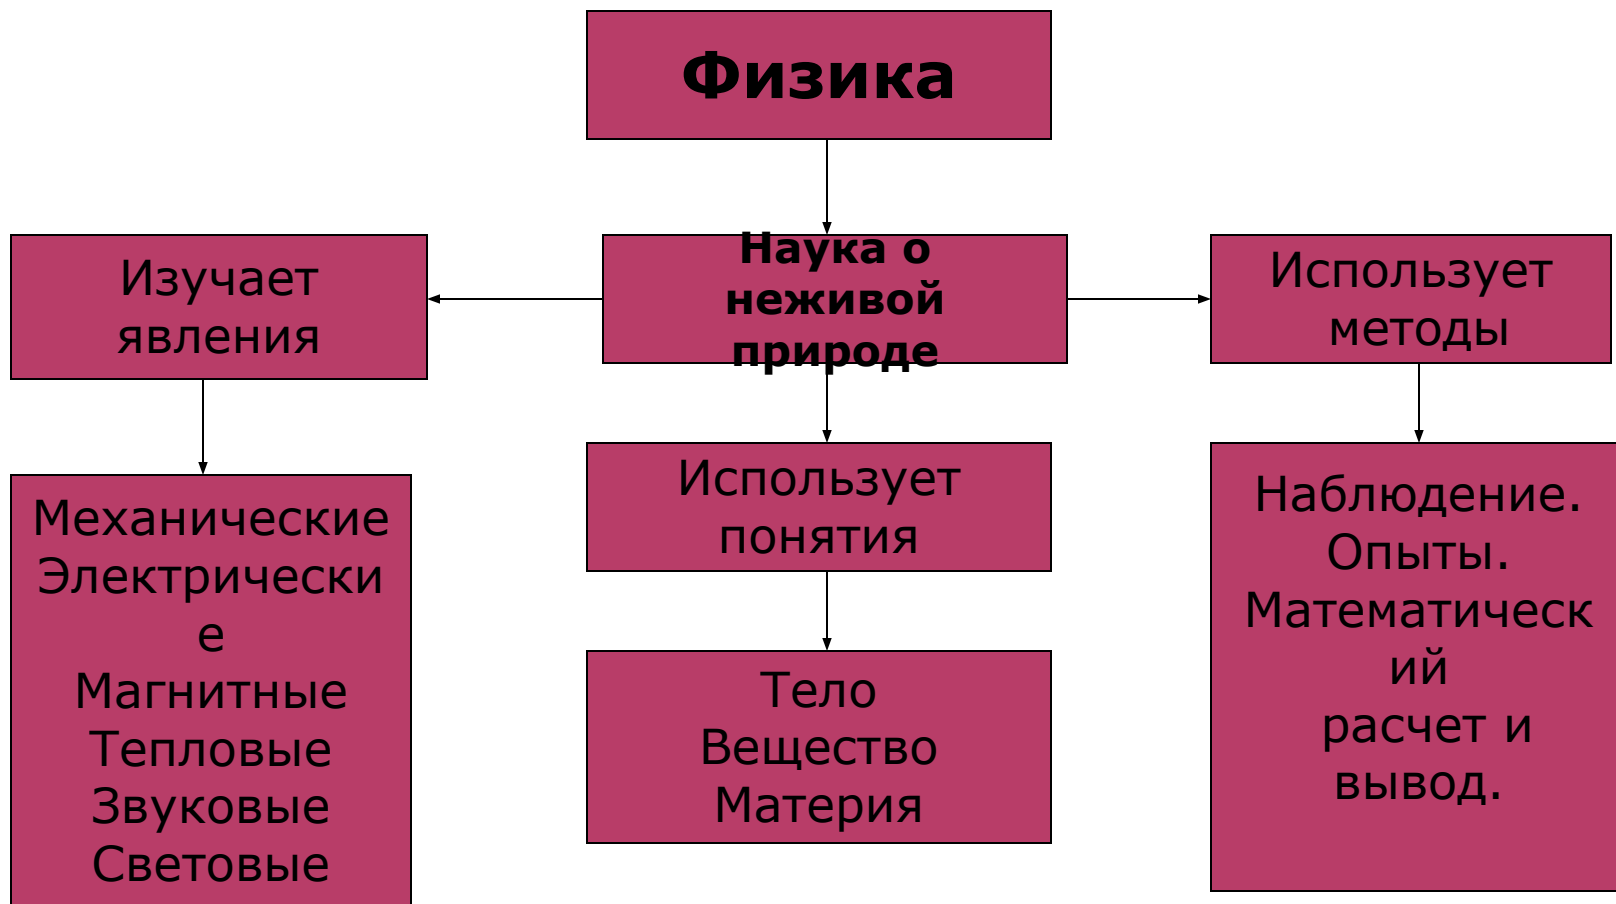 Физика
Наука о
неживой
природе
Изучает
явления
Использует
методы
Механические
Электрически
е
Магнитные
Тепловые
Звуковые
Световые
Использует
понятия
Тело
Вещество
Материя
Наблюдение.
Опыты.
Математическ
ий
расчет и
вывод.